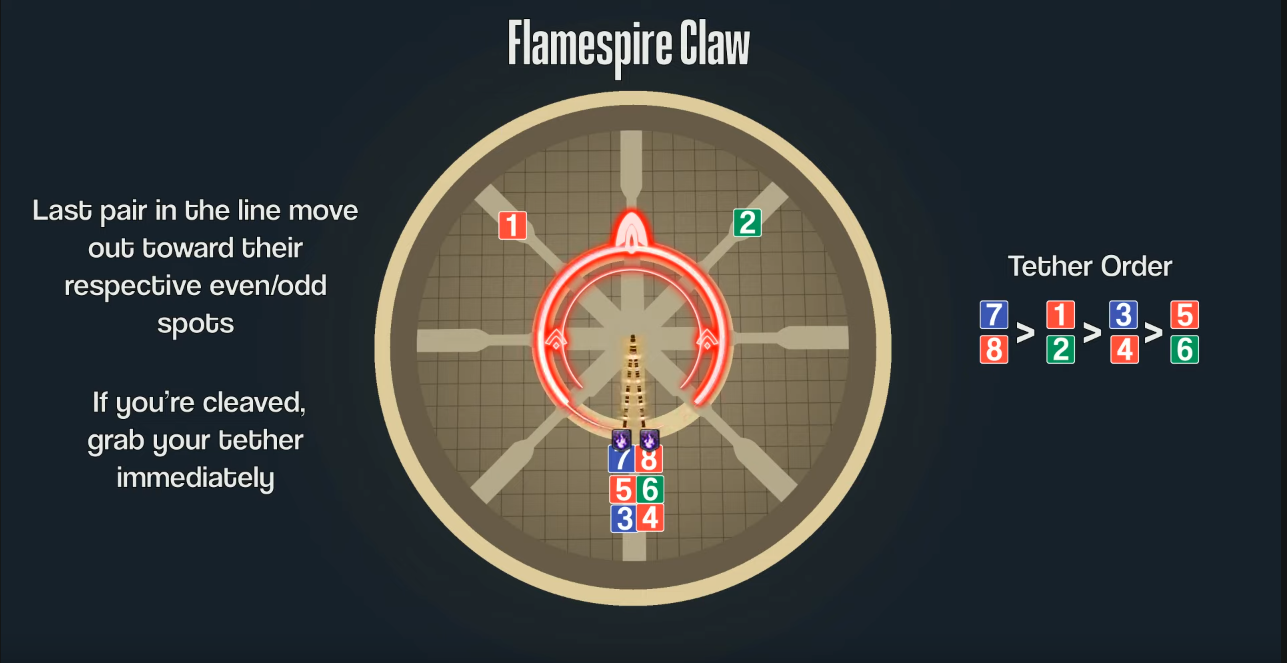 Flamespire Claw
Last pair in the line move
out toward their
respective even/odd
spots
If you're cleaved,
grab your tether
immediately
1
2
7 8
5 6
3 4
Tether Order
7 > 1 > 3 > 5
8 2 4 6